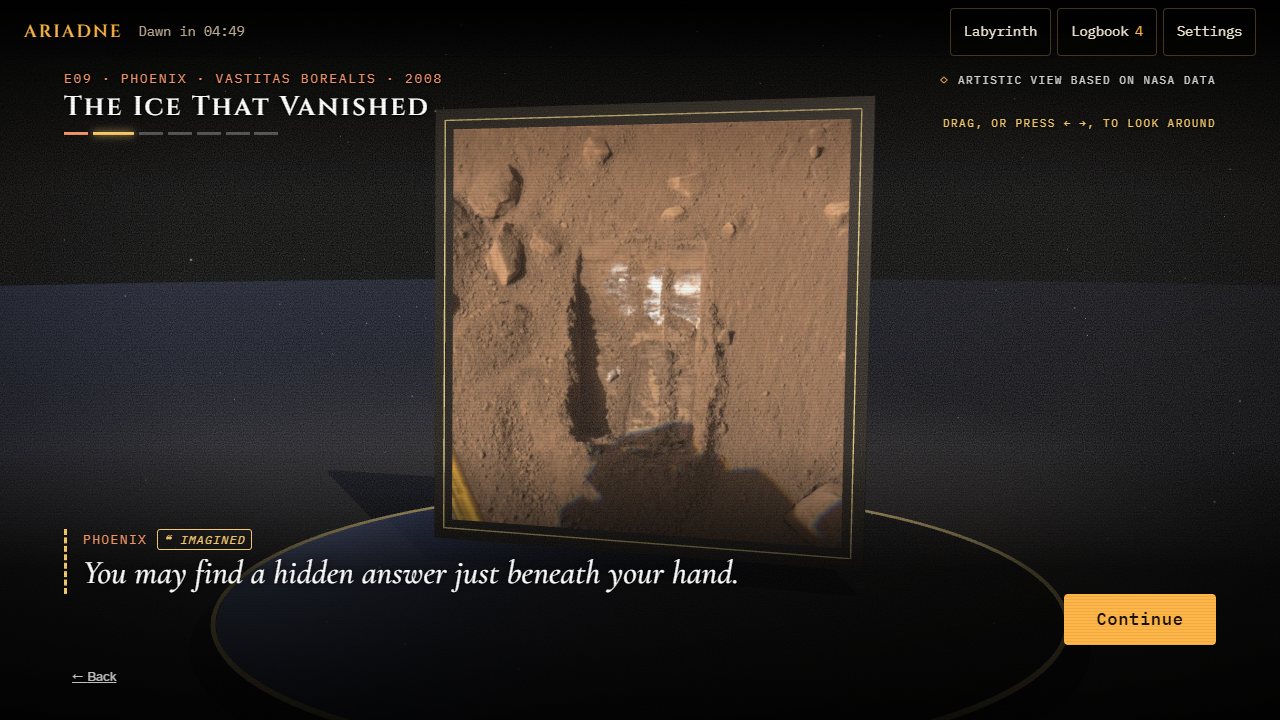 ARIADNE Dawn in 04:49 Labyrinth Logbook 4 Settings
E09 · PHOENIX · VASTITAS BOREALIS · 2008
The Ice That Vanished
◇ ARTISTIC VIEW BASED ON NASA DATA
DRAG, OR PRESS ← →, TO LOOK AROUND
PHOENIX ❝ IMAGINED
You may find a hidden answer just beneath your hand.
Continue
← Back